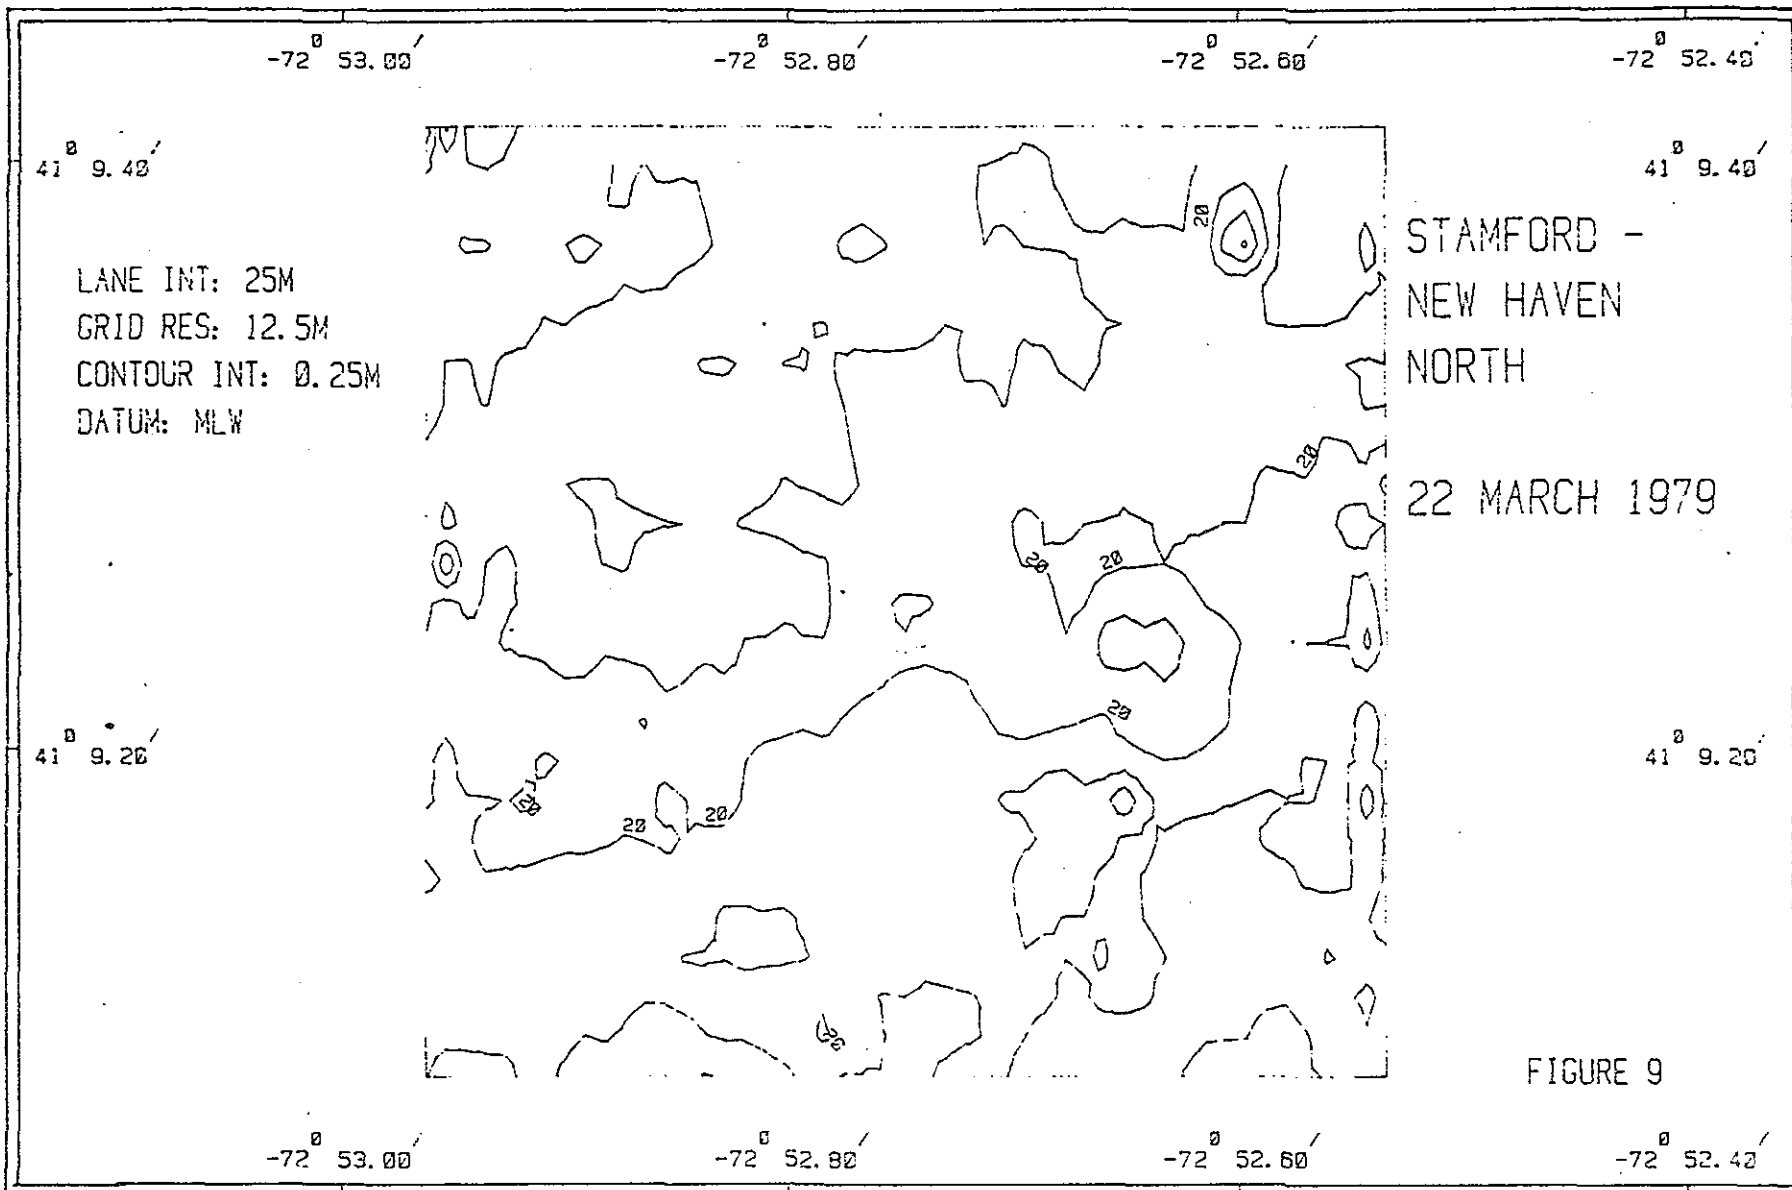 -72° 53.00′ -72° 52.80′ -72° 52.60′ -72° 52.40′
41° 9.40′ 41° 9.40′
STAMFORD -
NEW HAVEN
NORTH
22 MARCH 1979
LANE INT: 25M
GRID RES: 12.5M
CONTOUR INT: 0.25M
DATUM: MLW
20
20
20
20
20
20
20
20
20
41° 9.20′ 41° 9.20′
FIGURE 9
-72° 53.00′ -72° 52.80′ -72° 52.60′ -72° 52.40′